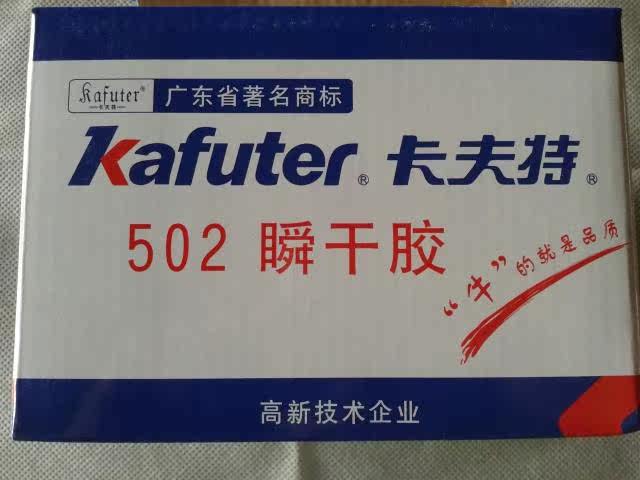 Kafuter® 广东省著名商标
卡夫特
Kafuter® 卡夫特®
502 瞬干胶
“牛”的就是品质
高新技术企业